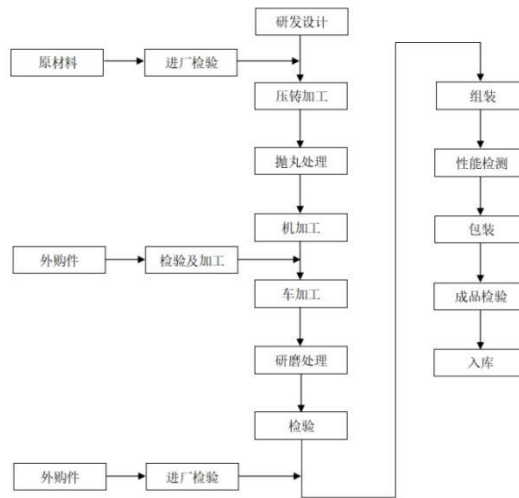 研发设计
原材料
进厂检验
压铸加工
抛丸处理
机加工
外购件
检验及加工
车加工
研磨处理
检验
外购件
进厂检验
组装
性能检测
包装
成品检验
入库